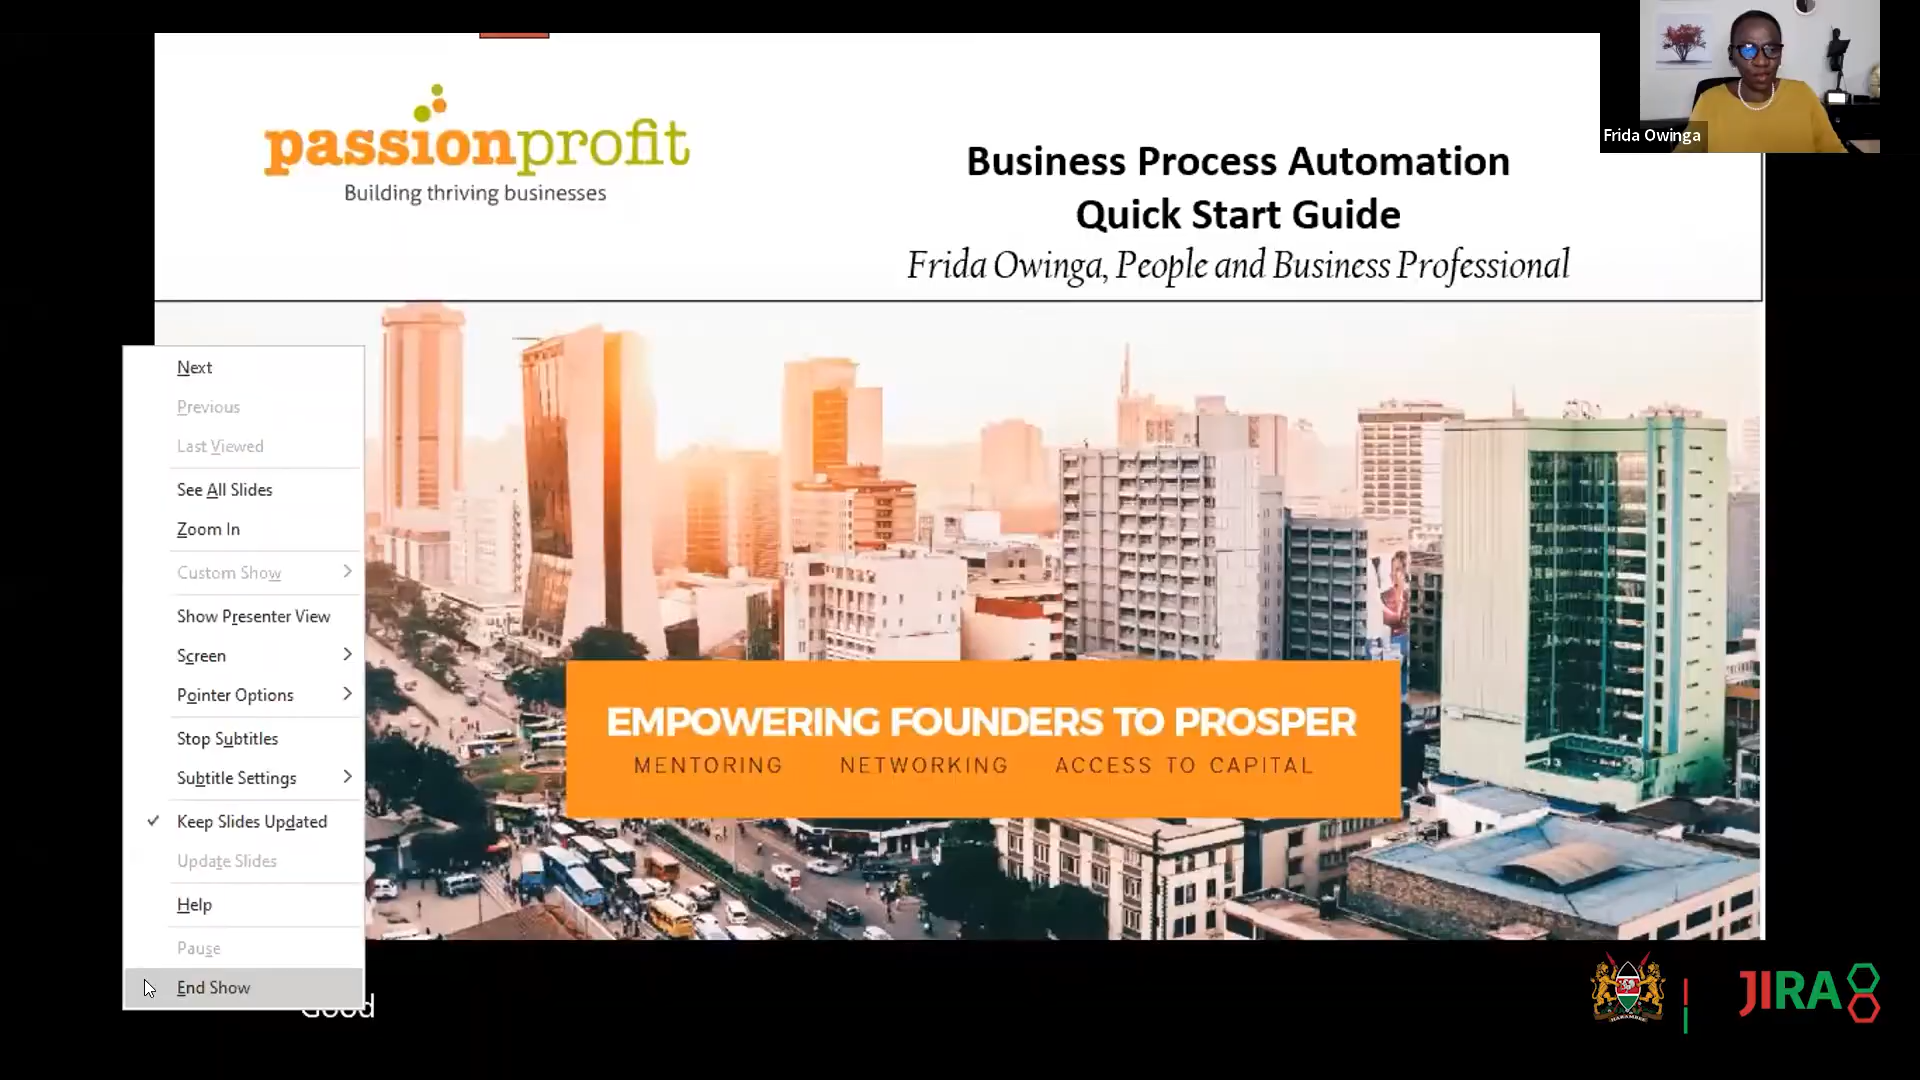 passionprofit
Building thriving businesses
Business Process Automation
Quick Start Guide
Frida Owinga, People and Business Professional
Frida Owinga
Next
Previous
Last Viewed
See All Slides
Zoom In
Custom Show
Show Presenter View
Screen
Pointer Options
Stop Subtitles
Subtitle Settings
Keep Slides Updated
Update Slides
Help
Pause
End Show
EMPOWERING FOUNDERS TO PROSPER
MENTORING NETWORKING ACCESS TO CAPITAL
Good
HARAMBEE
JIRA